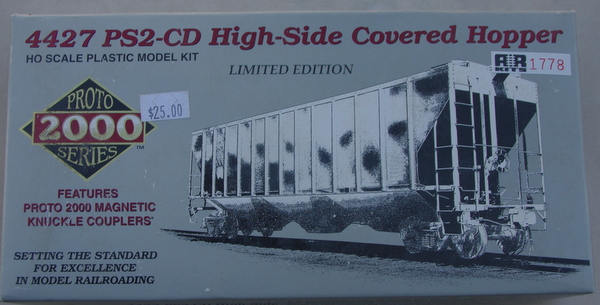 4427 PS2-CD High-Side Covered Hopper
HO SCALE PLASTIC MODEL KIT
LIMITED EDITION
1778
$25.00
PROTO
2000
SERIES
TM
FEATURES
PROTO 2000 MAGNETIC
KNUCKLE COUPLERS
SETTING THE STANDARD
FOR EXCELLENCE
IN MODEL RAILROADING